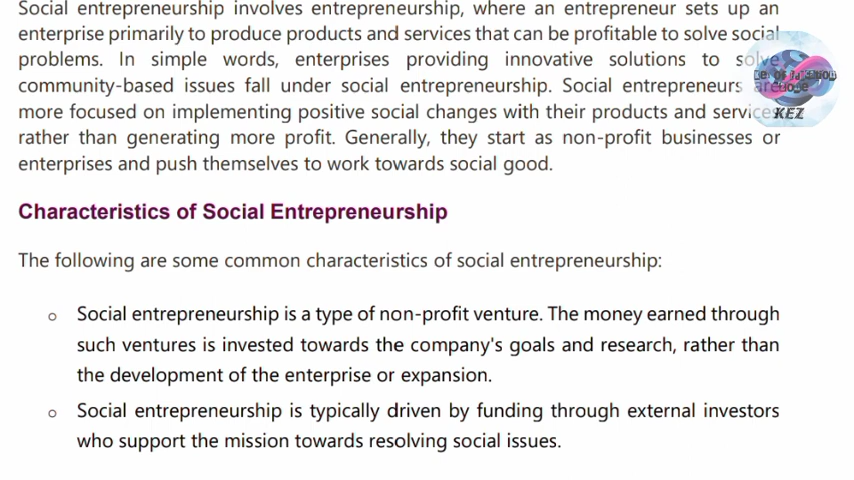 Social entrepreneurship involves entrepreneurship, where an entrepreneur sets up an
enterprise primarily to produce products and services that can be profitable to solve social
problems. In simple words, enterprises providing innovative solutions to solve
community-based issues fall under social entrepreneurship. Social entrepreneurs are
more focused on implementing positive social changes with their products and services
rather than generating more profit. Generally, they start as non-profit businesses or
enterprises and push themselves to work towards social good.
KEZ
Characteristics of Social Entrepreneurship
The following are some common characteristics of social entrepreneurship:
o Social entrepreneurship is a type of non-profit venture. The money earned through
such ventures is invested towards the company's goals and research, rather than
the development of the enterprise or expansion.
o Social entrepreneurship is typically driven by funding through external investors
who support the mission towards resolving social issues.